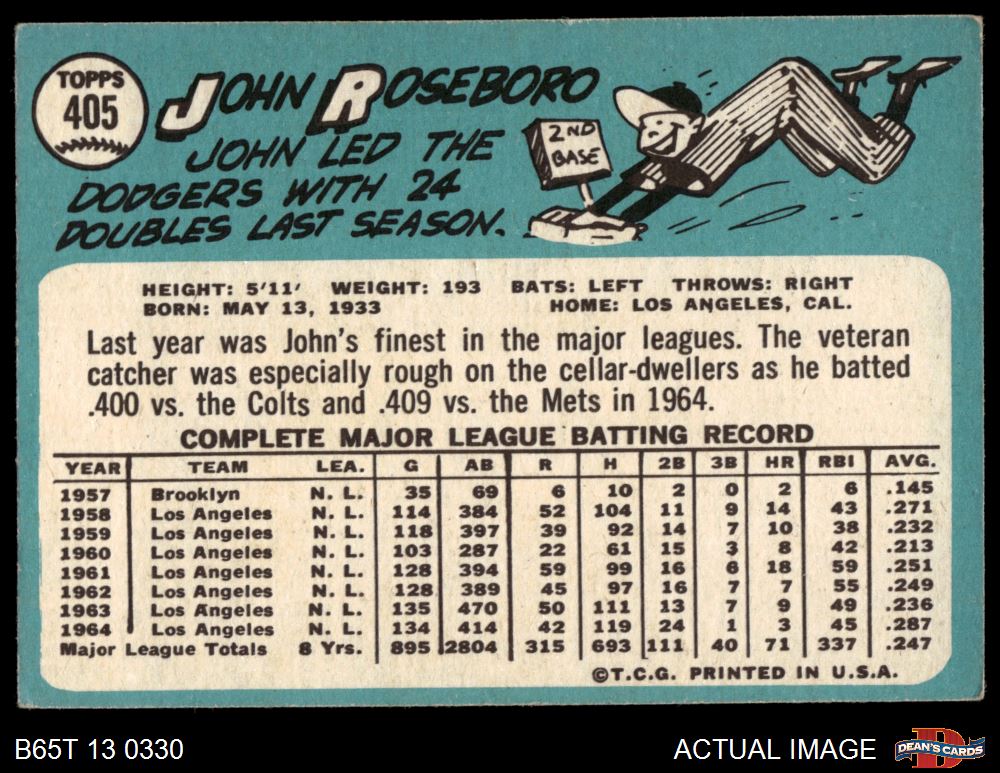 TOPPS
405
JOHN ROSEBORO
JOHN LED THE
DODGERS WITH 24
DOUBLES LAST SEASON.
2ND
BASE
HEIGHT: 5'11' WEIGHT: 193 BATS: LEFT THROWS: RIGHT
BORN: MAY 13, 1933 HOME: LOS ANGELES, CAL.
Last year was John's finest in the major leagues. The veteran
catcher was especially rough on the cellar-dwellers as he batted
.400 vs. the Colts and .409 vs. the Mets in 1964.
COMPLETE MAJOR LEAGUE BATTING RECORD
YEAR TEAM LEA. G AB R H 2B 3B HR RBI AVG.
1957 Brooklyn N. L. 35 69 6 10 2 0 2 6 .145
1958 Los Angeles N. L. 114 384 52 104 11 9 14 43 .271
1959 Los Angeles N. L. 118 397 39 92 14 7 10 38 .232
1960 Los Angeles N. L. 103 287 22 61 15 3 8 42 .213
1961 Los Angeles N. L. 128 394 59 99 16 6 18 59 .251
1962 Los Angeles N. L. 128 389 45 97 16 7 7 55 .249
1963 Los Angeles N. L. 135 470 50 111 13 7 9 49 .236
1964 Los Angeles N. L. 134 414 42 119 24 1 3 45 .287
Major League Totals 8 Yrs. 895 2804 315 693 111 40 71 337 .247
©T.C.G. PRINTED IN U.S.A.
B65T 13 0330
ACTUAL IMAGE
D
DEAN'S CARDS